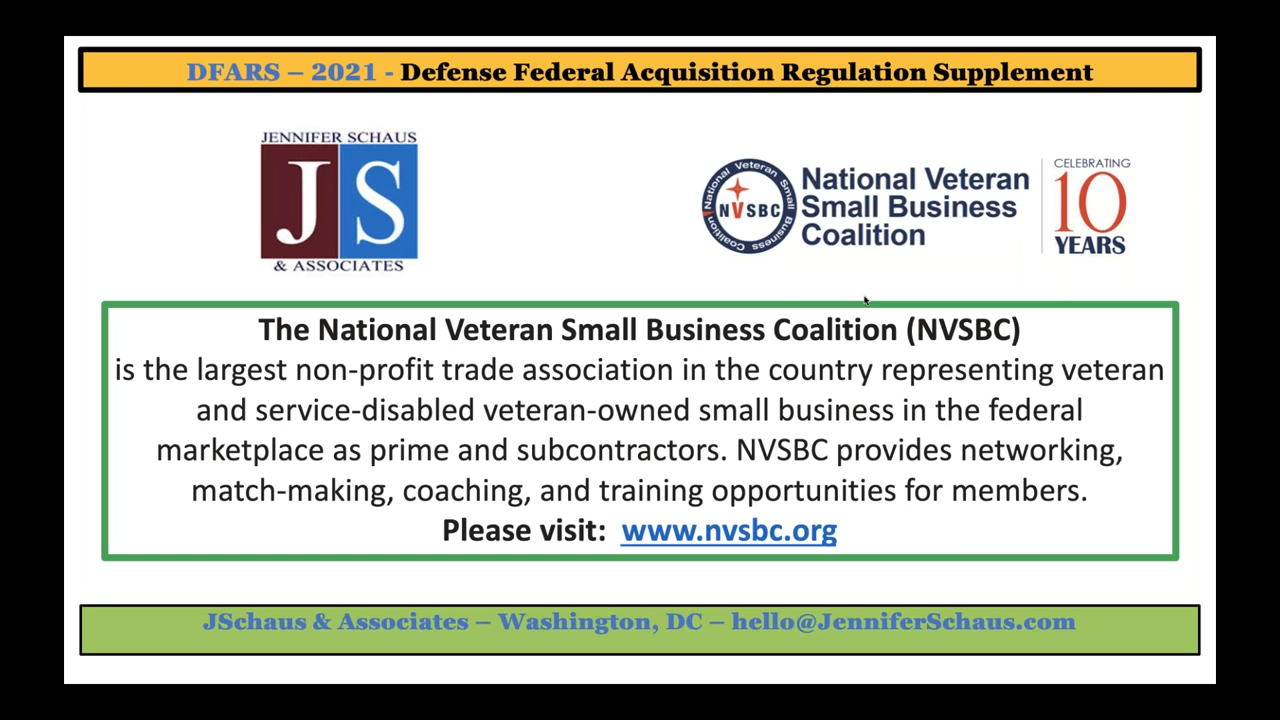 DFARS – 2021 - Defense Federal Acquisition Regulation Supplement
JENNIFER SCHAUS
JS
& ASSOCIATES
National Veteran Small Business Coalition
NVSBC
National Veteran
Small Business
Coalition
CELEBRATING
10
YEARS
The National Veteran Small Business Coalition (NVSBC)
is the largest non-profit trade association in the country representing veteran
and service-disabled veteran-owned small business in the federal
marketplace as prime and subcontractors. NVSBC provides networking,
match-making, coaching, and training opportunities for members.
Please visit: www.nvsbc.org
JSchaus & Associates – Washington, DC – hello@JenniferSchaus.com